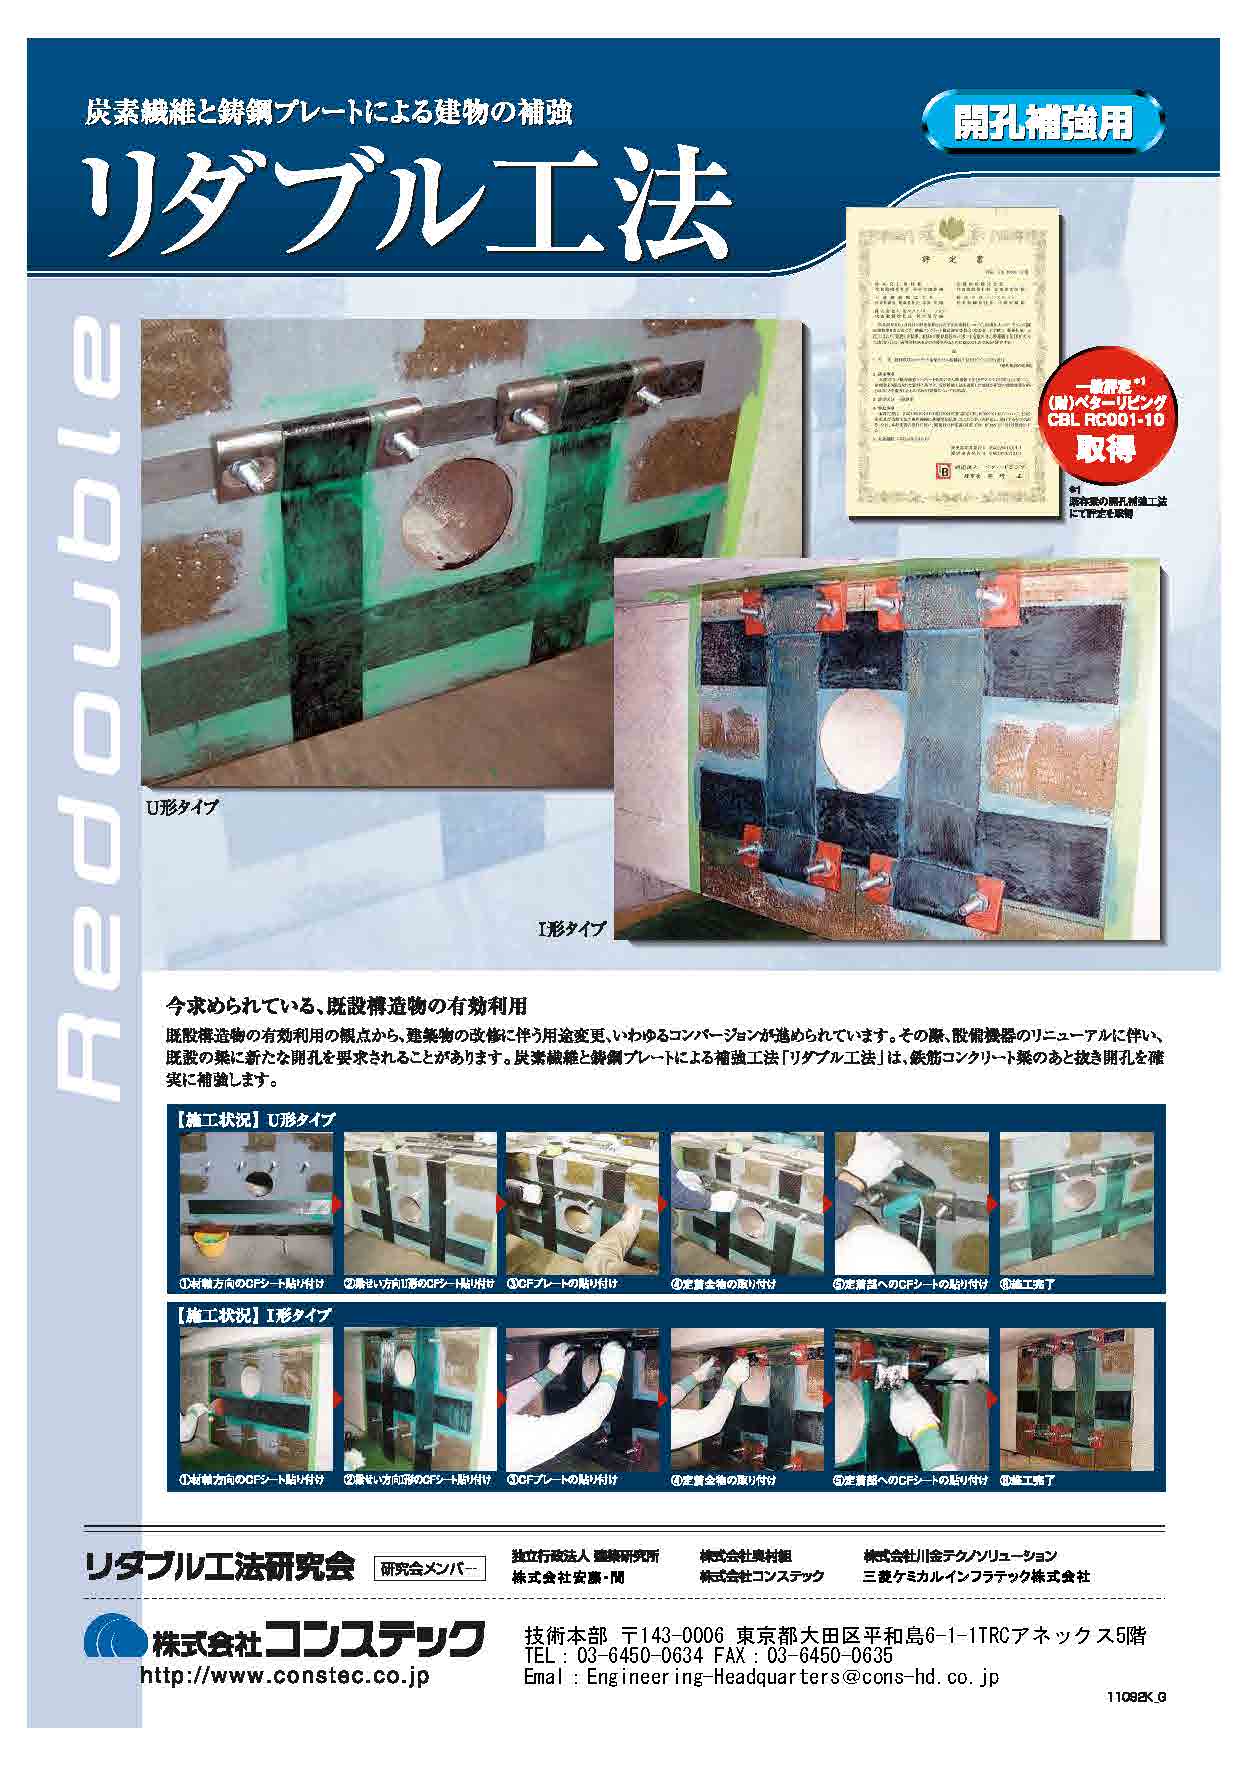 炭素繊維と鋳鋼プレートによる建物の補強
リダブル工法
開孔補強用
評定書
一般評定*1
(財)ベターリビング
CBL RC001-10
取得
*1
既存梁の開孔補強工法
にて評定を取得
Redouble
U形タイプ
I形タイプ
今求められている、既設構造物の有効利用
既設構造物の有効利用の観点から、建築物の改修に伴う用途変更、いわゆるコンバージョンが進められています。その際、設備機器のリニューアルに伴い、
既設の梁に新たな開孔を要求されることがあります。炭素繊維と鋳鋼プレートによる補強工法「リダブル工法」は、鉄筋コンクリート梁のあと抜き開孔を確
実に補強します。
【施工状況】U形タイプ
①材軸方向のCFシート貼り付け
②梁せい方向U形のCFシート貼り付け
③CFプレートの貼り付け
④定着金物の取り付け
⑤定着部へのCFシートの貼り付け
⑥施工完了
【施工状況】I形タイプ
①材軸方向のCFシート貼り付け
②梁せい方向I形のCFシート貼り付け
③CFプレートの貼り付け
④定着金物の取り付け
⑤定着部へのCFシートの貼り付け
⑥施工完了
リダブル工法研究会
研究会メンバー
独立行政法人 建築研究所 株式会社奥村組 株式会社川金テクノソリューション
株式会社安藤・間 株式会社コンステック 三菱ケミカルインフラテック株式会社
株式会社コンステック
http://www.constec.co.jp
技術本部 〒143-0006 東京都大田区平和島6-1-1TRCアネックス5階
TEL：03-6450-0634 FAX：03-6450-0635
Emal：Engineering-Headquarters@cons-hd.co.jp
11092K_G